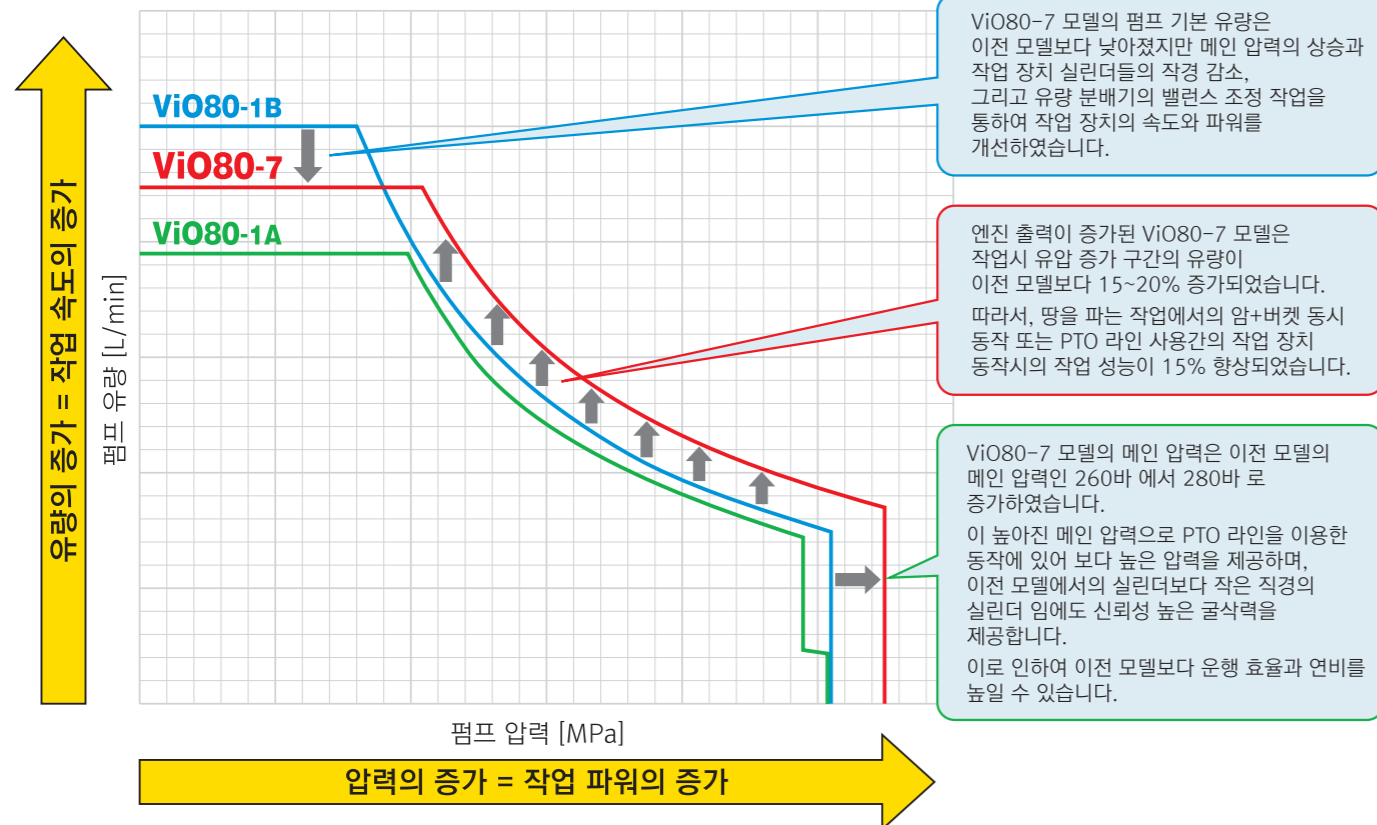 유량의 증가 = 작업 속도의 증가
펌프 유량 [L/min]
ViO80-1B
ViO80-7
ViO80-1A
ViO80-7 모델의 펌프 기본 유량은
이전 모델보다 낮아졌지만 메인 압력의 상승과
작업 장치 실린더들의 작경 감소,
그리고 유량 분배기의 밸런스 조정 작업을
통하여 작업 장치의 속도와 파워를
개선하였습니다.
엔진 출력이 증가된 ViO80-7 모델은
작업시 유압 증가 구간의 유량이
이전 모델보다 15~20% 증가되었습니다.
따라서, 땅을 파는 작업에서의 암+버켓 동시
동작 또는 PTO 라인 사용간의 작업 장치
동작시의 작업 성능이 15% 향상되었습니다.
ViO80-7 모델의 메인 압력은 이전 모델의
메인 압력인 260바 에서 280바 로
증가하였습니다.
이 높아진 메인 압력으로 PTO 라인을 이용한
동작에 있어 보다 높은 압력을 제공하며,
이전 모델에서의 실린더보다 작은 직경의
실린더 임에도 신뢰성 높은 굴삭력을
제공합니다.
이로 인하여 이전 모델보다 운행 효율과 연비를
높일 수 있습니다.
펌프 압력 [MPa]
압력의 증가 = 작업 파워의 증가